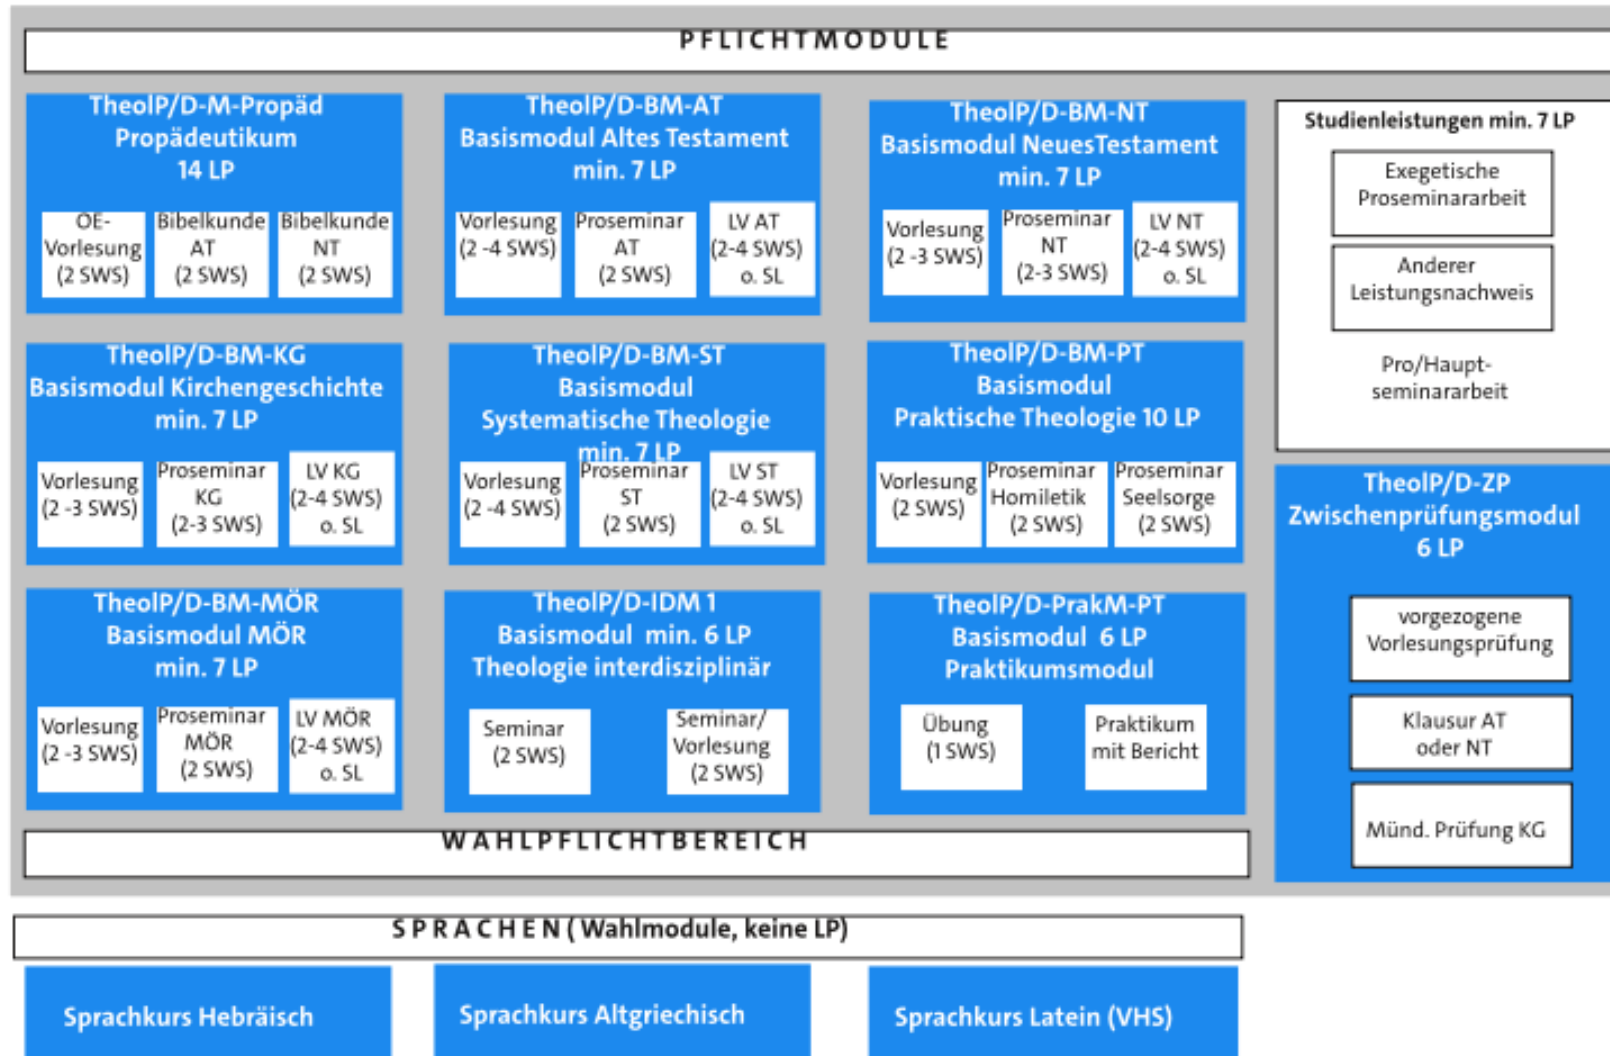 PFLICHTMODULE
TheolP/D-M-Propäd
Propädeutikum
14 LP
OE-
Vorlesung
(2 SWS)
Bibelkunde
AT
(2 SWS)
Bibelkunde
NT
(2 SWS)
TheolP/D-BM-AT
Basismodul Altes Testament
min. 7 LP
Vorlesung
(2 -4 SWS)
Proseminar
AT
(2 SWS)
LV AT
(2-4 SWS)
o. SL
TheolP/D-BM-NT
Basismodul NeuesTestament
min. 7 LP
Vorlesung
(2 -3 SWS)
Proseminar
NT
(2-3 SWS)
LV NT
(2-4 SWS)
o. SL
Studienleistungen min. 7 LP
Exegetische
Proseminararbeit
Anderer
Leistungsnachweis
Pro/Haupt-
seminararbeit
TheolP/D-BM-KG
Basismodul Kirchengeschichte
min. 7 LP
Vorlesung
(2 -3 SWS)
Proseminar
KG
(2-3 SWS)
LV KG
(2-4 SWS)
o. SL
TheolP/D-BM-ST
Basismodul
Systematische Theologie
min. 7 LP
Vorlesung
(2 -4 SWS)
Proseminar
ST
(2 SWS)
LV ST
(2-4 SWS)
o. SL
TheolP/D-BM-PT
Basismodul
Praktische Theologie 10 LP
Vorlesung
(2 SWS)
Proseminar
Homiletik
(2 SWS)
Proseminar
Seelsorge
(2 SWS)
TheolP/D-ZP
Zwischenprüfungsmodul
6 LP
vorgezogene
Vorlesungsprüfung
Klausur AT
oder NT
Münd. Prüfung KG
TheolP/D-BM-MÖR
Basismodul MÖR
min. 7 LP
Vorlesung
(2 -3 SWS)
Proseminar
MÖR
(2 SWS)
LV MÖR
(2-4 SWS)
o. SL
TheolP/D-IDM 1
Basismodul min. 6 LP
Theologie interdisziplinär
Seminar
(2 SWS)
Seminar/
Vorlesung
(2 SWS)
TheolP/D-PrakM-PT
Basismodul 6 LP
Praktikumsmodul
Übung
(1 SWS)
Praktikum
mit Bericht
WAHLPFLICHTBEREICH
SPRACHEN ( Wahlmodule, keine LP)
Sprachkurs Hebräisch
Sprachkurs Altgriechisch
Sprachkurs Latein (VHS)